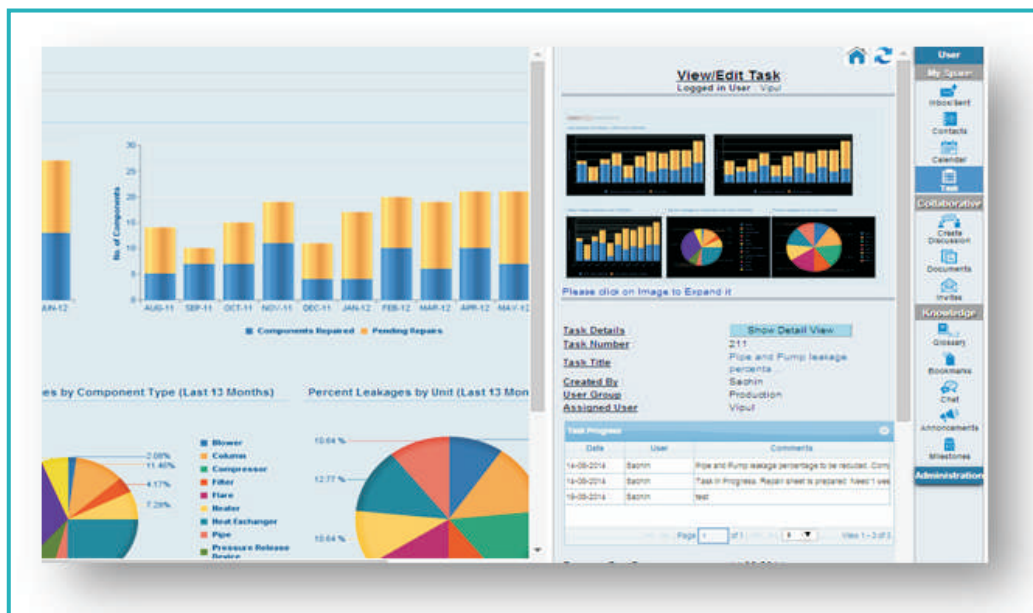 View/Edit Task
Logged in User : Vipul
Please click on Image to Expand it
Task Details
Show Detail View
Task Number
211
Task Title
Pipe and Pump leakage
percenta
Created By
Sachin
User Group
Production
Assigned User
Vipul
Task Progress
Date
User
Comments
14-08-2014
Sachin
Pipe and Pump leakage percentage to be reduced. Com
14-08-2014
Sachin
Task in Progress. Repair sheet is prepared. Need 1 wee
Sachin
test
Page
of 1
View 1 - 3 of 3
User
My Space
Inbox/Sent
Contacts
Calendar
Task
Collaborative
Create
Discussion
Documents
Invites
Knowledge
Glossary
Bookmarks
Chat
Annoncements
Milestones
Administration
No. of Components
30
25
20
15
10
5
0
JUN-12
AUG-11
SEP-11
OCT-11
NOV-11
DEC-11
JAN-12
FEB-12
MAR-12
APR-12
MAY-12
Components Repaired
Pending Repairs
es by Component Type (Last 13 Months)
2.08%
11.46%
4.17%
7.29%
Blower
Column
Compressor
Filter
Flare
Heater
Heat Exchanger
Pipe
Pressure Release
Device
Percent Leakages by Unit (Last 13 Mon
10.64 %
12.77 %
10.64 %